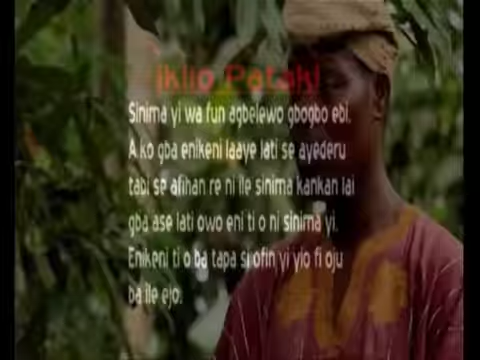 Ikilo Pataki
Sinima yi wa fun agbelewo gbogbo ebi.
A ko gba enikeni laaye lati se ayederu
tabi se afihan re ni ile sinima kankan lai
gba ase lati owo eni ti o ni sinima yi.
Enikeni ti o ba tapa si ofin yi yio fi oju
ba ile ejo.